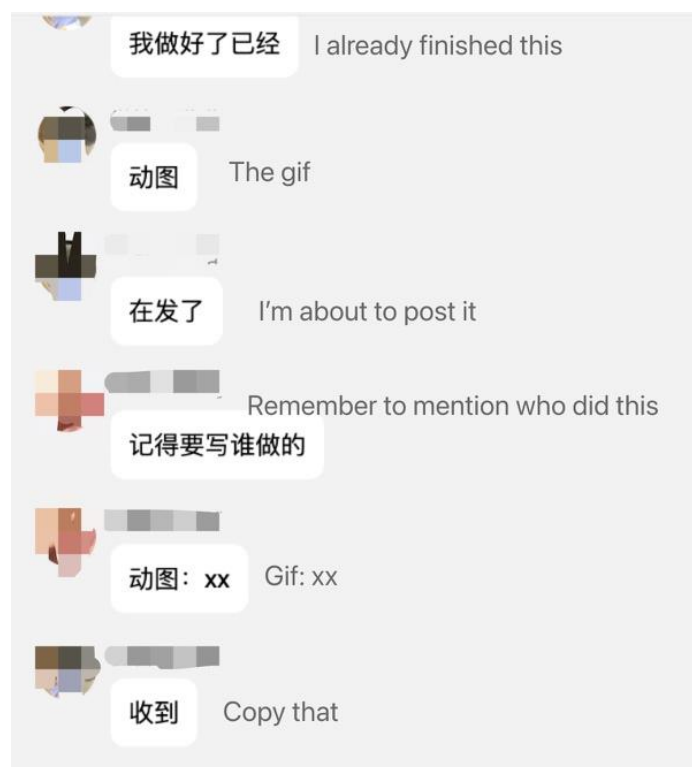 我做好了已经 I already finished this
动图 The gif
在发了 I’m about to post it
Remember to mention who did this
记得要写谁做的
动图：xx Gif: xx
收到 Copy that